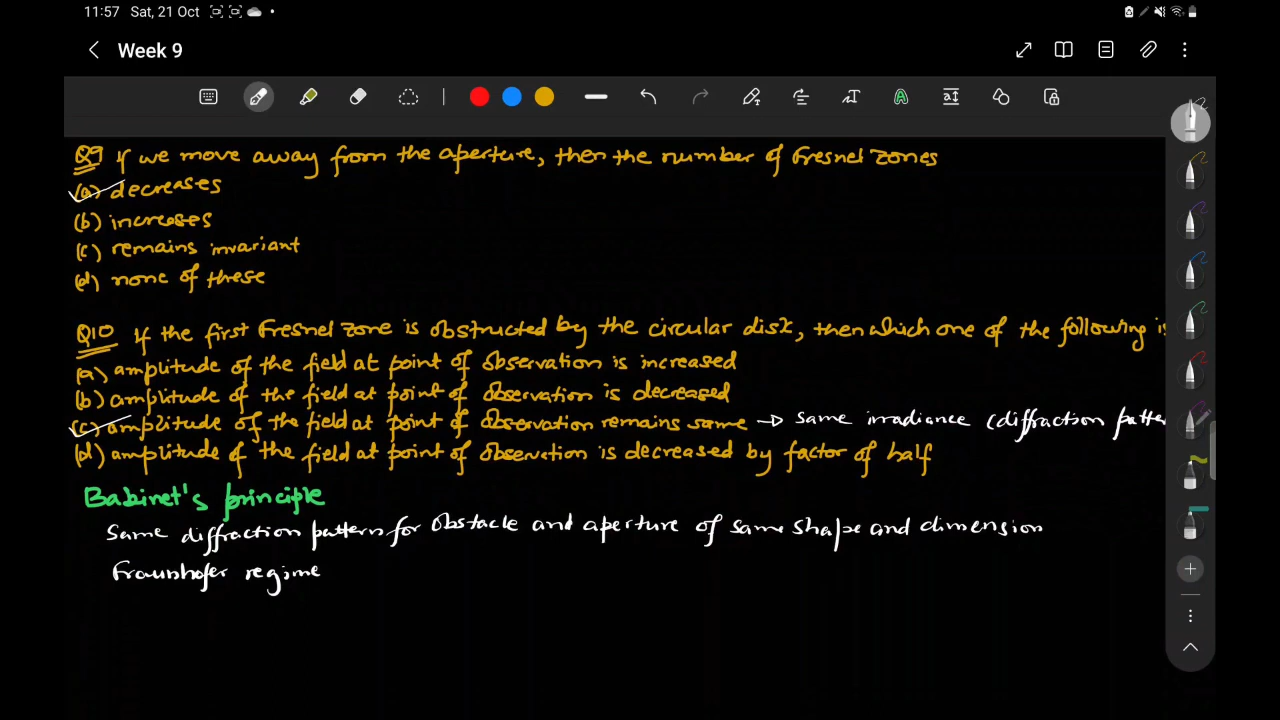 11:57 Sat, 21 Oct
Week 9
Q9 If we move away from the aperture, then the number of Fresnel zones
(a) decreases
(b) increases
(c) remains invariant
(d) none of these
Q10 If the first Fresnel zone is obstructed by the circular disk, then which one of the following is
(a) amplitude of the field at point of observation is increased
(b) amplitude of the field at point of observation is decreased
(c) amplitude of the field at point of observation remains same → same irradiance (diffraction patter
(d) amplitude of the field at point of observation is decreased by factor of half
Babinet's principle
Same diffraction pattern for obstacle and aperture of same shape and dimension
Fraunhofer regime